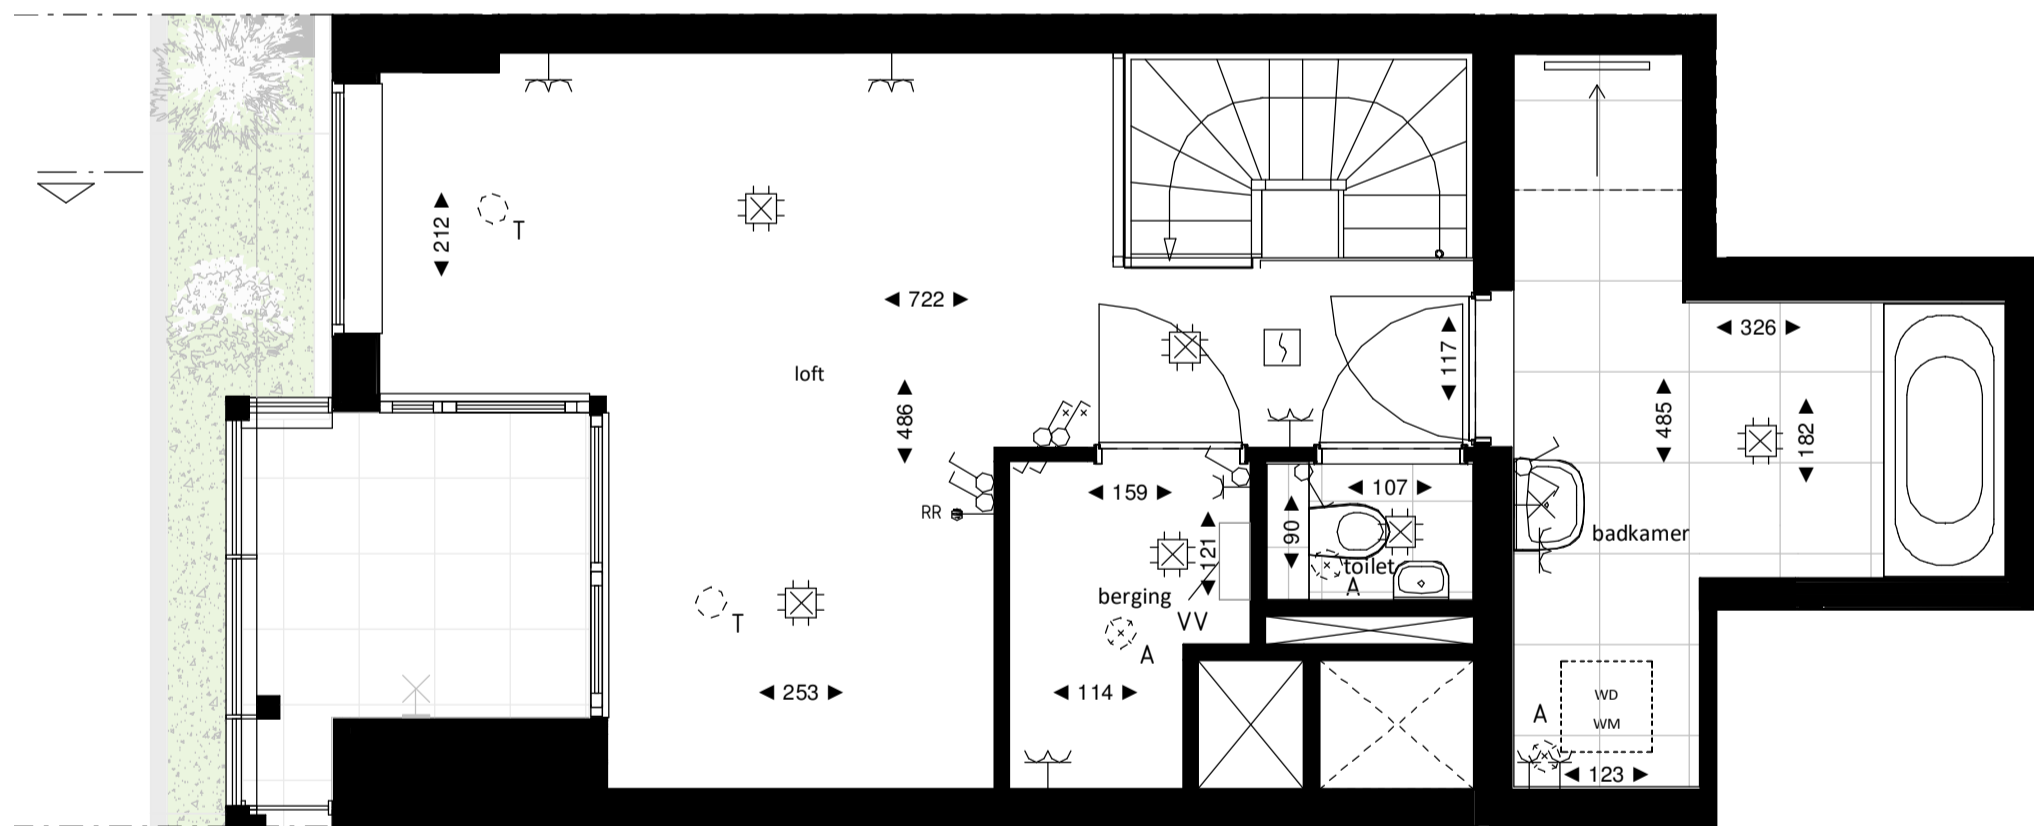 212
T
722
loft
486
117
326
485
182
badkamer
159
107
RR
121
90
toilet
A
berging
VV
A
T
253
114
A
WD
WM
123